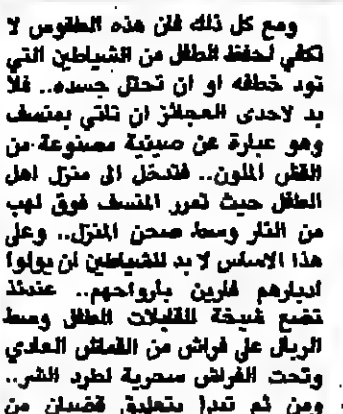 ومع كل ذلك فان هذه الطقوس لا
تكفي لحفظ الطفل من الشياطين التي
تود خطفه او ان تحتل جسده.. فلا
بد لاحدى العجائز ان تاتي بمنسف
وهو عبارة عن صينية مصنوعة من
القش الملون.. فتدخل الى منزل اهل
الطفل حيث تمرر المنسف فوق لهب
من النار وسط صحن المنزل.. وعلى
هذا الاساس لا بد للشياطين ان يولوا
ادبارهم فارين بارواحهم.. عندئذ
تضع شيخة القابلات الطفل وسط
الربال على فراش من القماش العادي
وتحت الفراش سحرية لطرد الشر..
ومن ثم تبدا بتعليق قضبان من